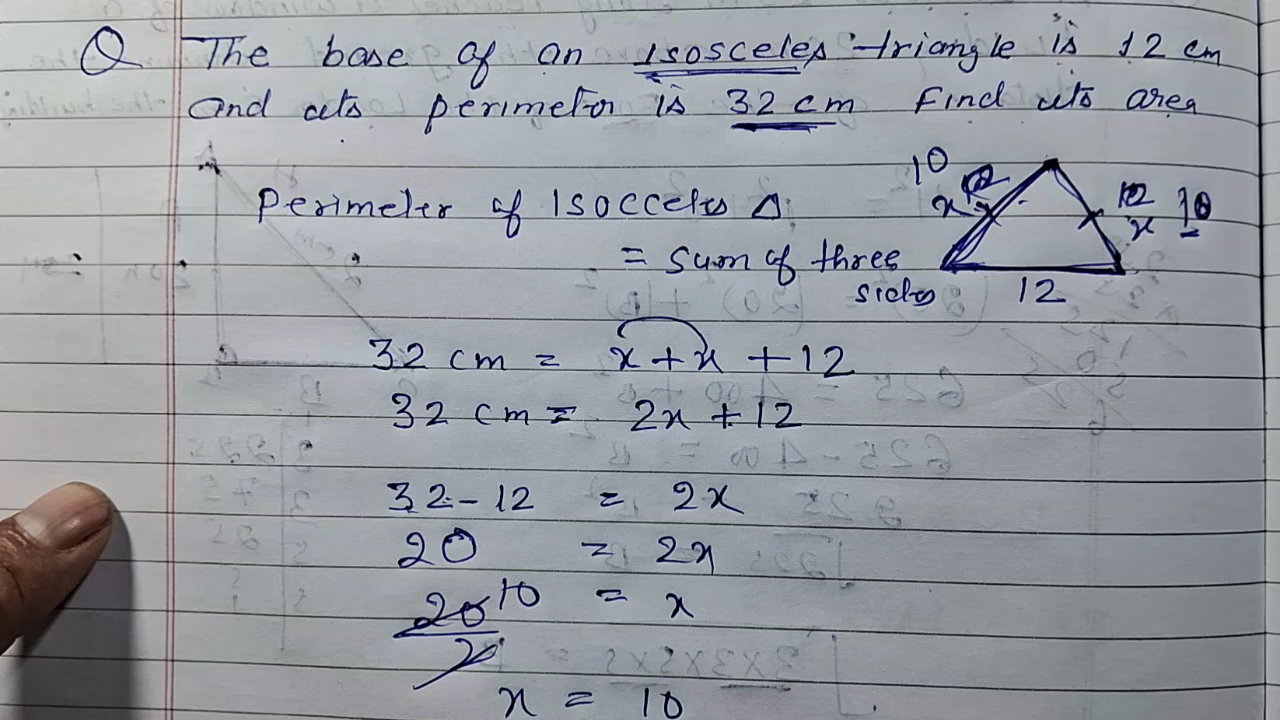 Q The base of an Isosceles triangle is 12 cm
and its perimeter is 32 cm Find its area
Perimeter of Isocceles Δ
= sum of three
sides
10
x
12
x 10
12
32 cm = x + x + 12
32 cm = 2x + 12
32 - 12 = 2x
20 = 2x
20/2 10 = x
x = 10